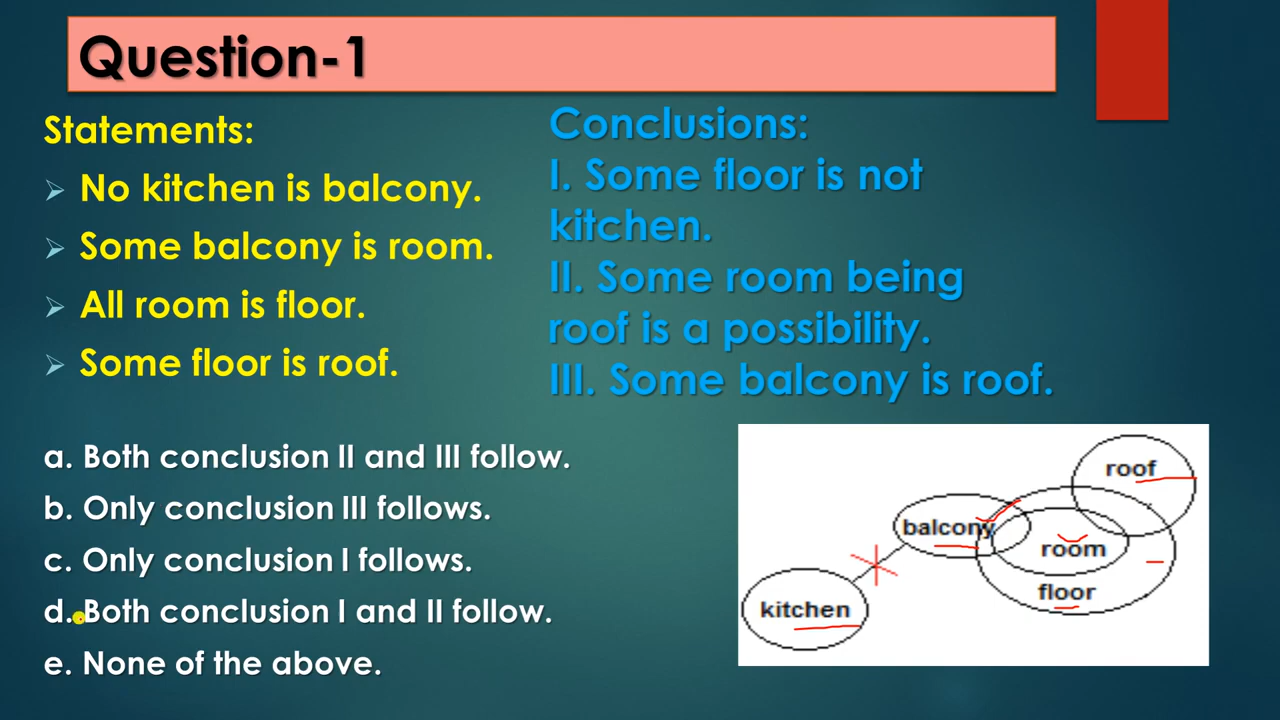 Question-1
Statements:
No kitchen is balcony.
Some balcony is room.
All room is floor.
Some floor is roof.
Conclusions:
I. Some floor is not
kitchen.
II. Some room being
roof is a possibility.
III. Some balcony is roof.
a. Both conclusion II and III follow.
b. Only conclusion III follows.
c. Only conclusion I follows.
d. Both conclusion I and II follow.
e. None of the above.
roof
balcony
room
floor
kitchen